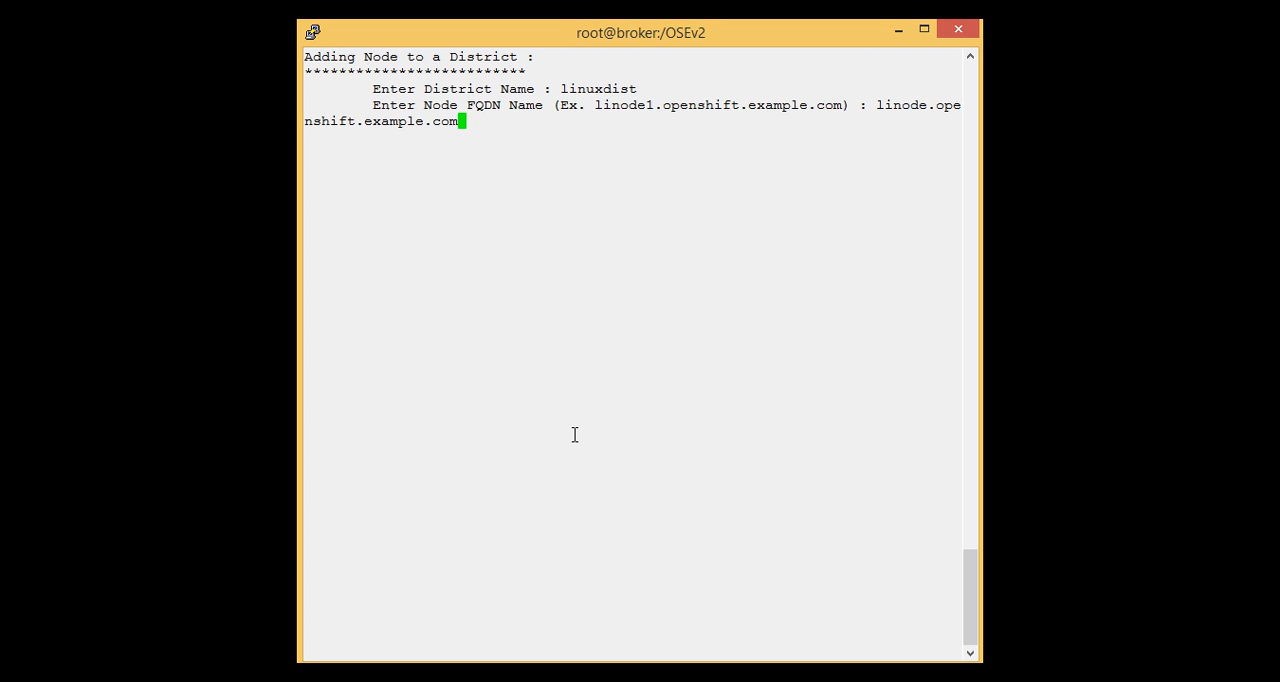 root@broker:/OSEv2
Adding Node to a District :
**************************
Enter District Name : linuxdist
Enter Node FQDN Name (Ex. linode1.openshift.example.com) : linode.ope
nshift.example.com